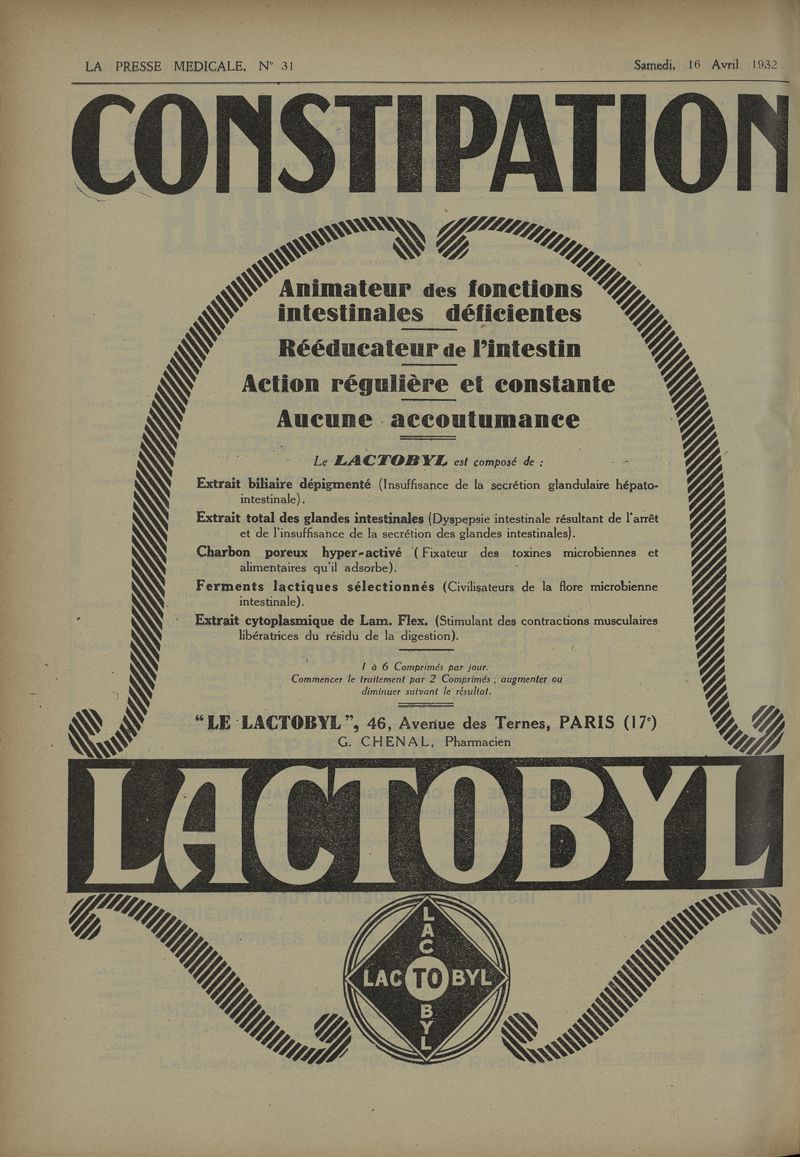 LA PRESSE MEDICALE, N° 31
Samedi, 16 Avril 1932
CONSTIPATION
Animateur des fonctions
intestinales déficientes
Rééducateur de l'intestin
Action régulière et constante
Aucune accoutumance
Le LACTOBYL est composé de :
Extrait biliaire dépigmenté (Insuffisance de la secrétion glandulaire hépato-
intestinale).
Extrait total des glandes intestinales (Dyspepsie intestinale résultant de l'arrêt
et de l'insuffisance de la secrétion des glandes intestinales).
Charbon poreux hyper-activé (Fixateur des toxines microbiennes et
alimentaires qu'il adsorbe).
Ferments lactiques sélectionnés (Civilisateurs de la flore microbienne
intestinale).
Extrait cytoplasmique de Lam. Flex. (Stimulant des contractions musculaires
libératrices du résidu de la digestion).
1 à 6 Comprimés par jour.
Commencer le traitement par 2 Comprimés, augmenter ou
diminuer suivant le résultat.
"LE LACTOBYL", 46, Avenue des Ternes, PARIS (17e)
G. CHENAL, Pharmacien
LACTOBYL
LACTOBYL
LACTOBYL